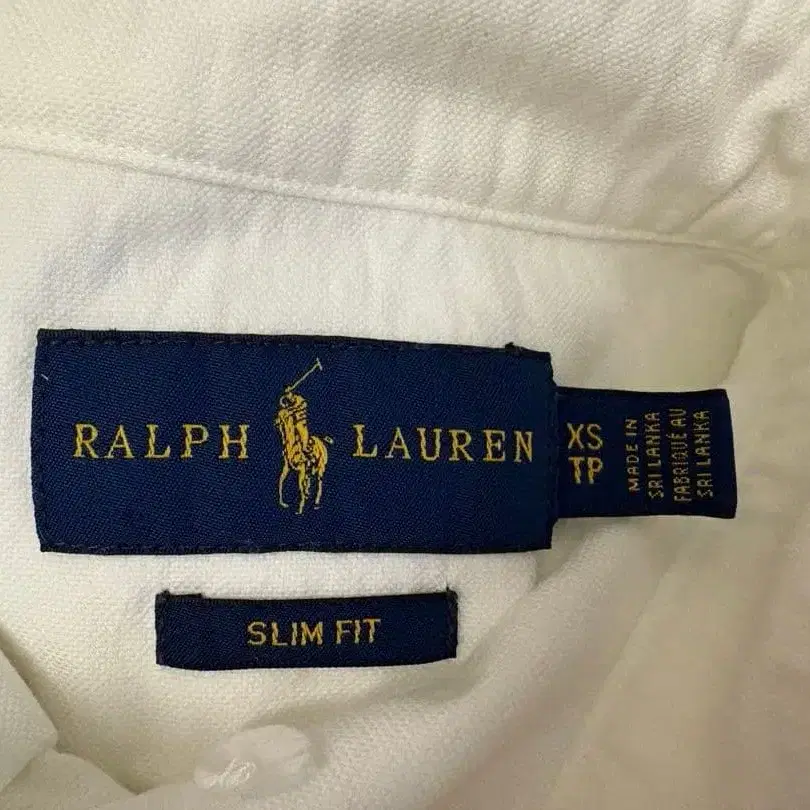 RALPH LAUREN
XS
TP
MADE IN
SRI LANKA
FABRIQUÉ AU
SRI LANKA
SLIM FIT